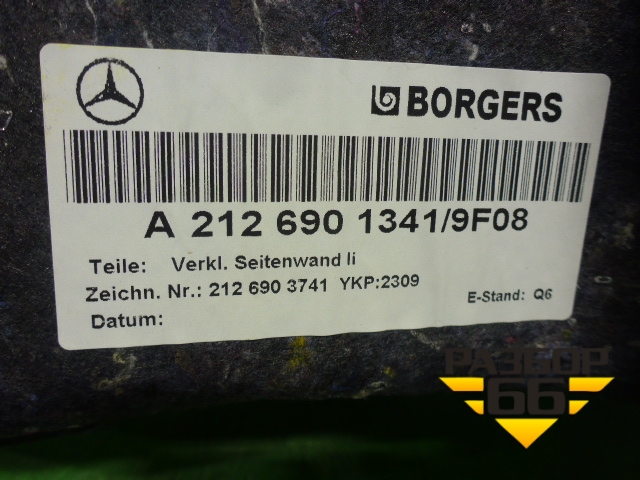 BORGERS
A 212 690 1341/9F08
Teile: Verkl. Seitenwand li
Zeichn. Nr.: 212 690 3741 YKP:2309
E-Stand: Q6
Datum:
РАЗБОР
66